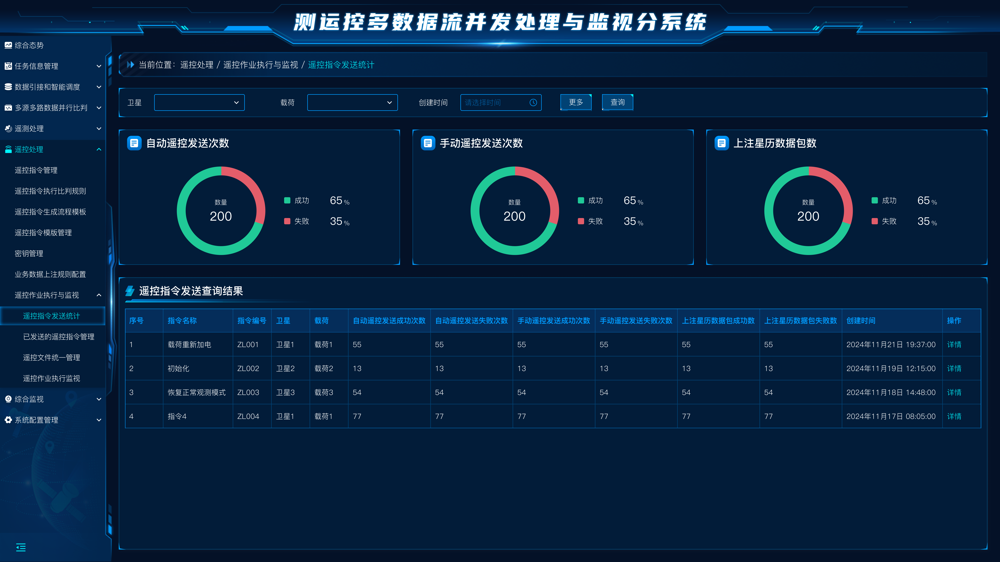 测运控多数据流并发处理与监视分系统
综合态势
任务信息管理
数据引接和智能调度
多源多路数据并行比判
遥测处理
遥控处理
遥控指令管理
遥控指令执行比判规则
遥控指令生成流程模板
遥控指令模版管理
密钥管理
业务数据上注规则配置
遥控作业执行与监视
遥控指令发送统计
已发送的遥控指令管理
遥控文件统一管理
遥控作业执行监视
综合监视
系统配置管理
当前位置：遥控处理 / 遥控作业执行与监视 / 遥控指令发送统计
卫星 载荷 创建时间 请选择时间 更多 查询
自动遥控发送次数
数量
200
成功 65 %
失败 35 %
手动遥控发送次数
数量
200
成功 65 %
失败 35 %
上注星历数据包数
数量
200
成功 65 %
失败 35 %
遥控指令发送查询结果
序号 指令名称 指令编号 卫星 载荷 自动遥控发送成功次数 自动遥控发送失败次数 手动遥控发送成功次数 手动遥控发送失败次数 上注星历数据包成功数 上注星历数据包失败数 创建时间 操作
1 载荷重新加电 ZL001 卫星1 载荷1 55 55 55 55 55 55 2024年11月21日 19:37:00 详情
2 初始化 ZL002 卫星2 载荷2 13 13 13 13 13 13 2024年11月19日 12:15:00 详情
3 恢复正常观测模式 ZL003 卫星3 载荷3 54 54 54 54 54 54 2024年11月18日 14:48:00 详情
4 指令4 ZL004 卫星1 载荷1 77 77 77 77 77 77 2024年11月17日 08:05:00 详情